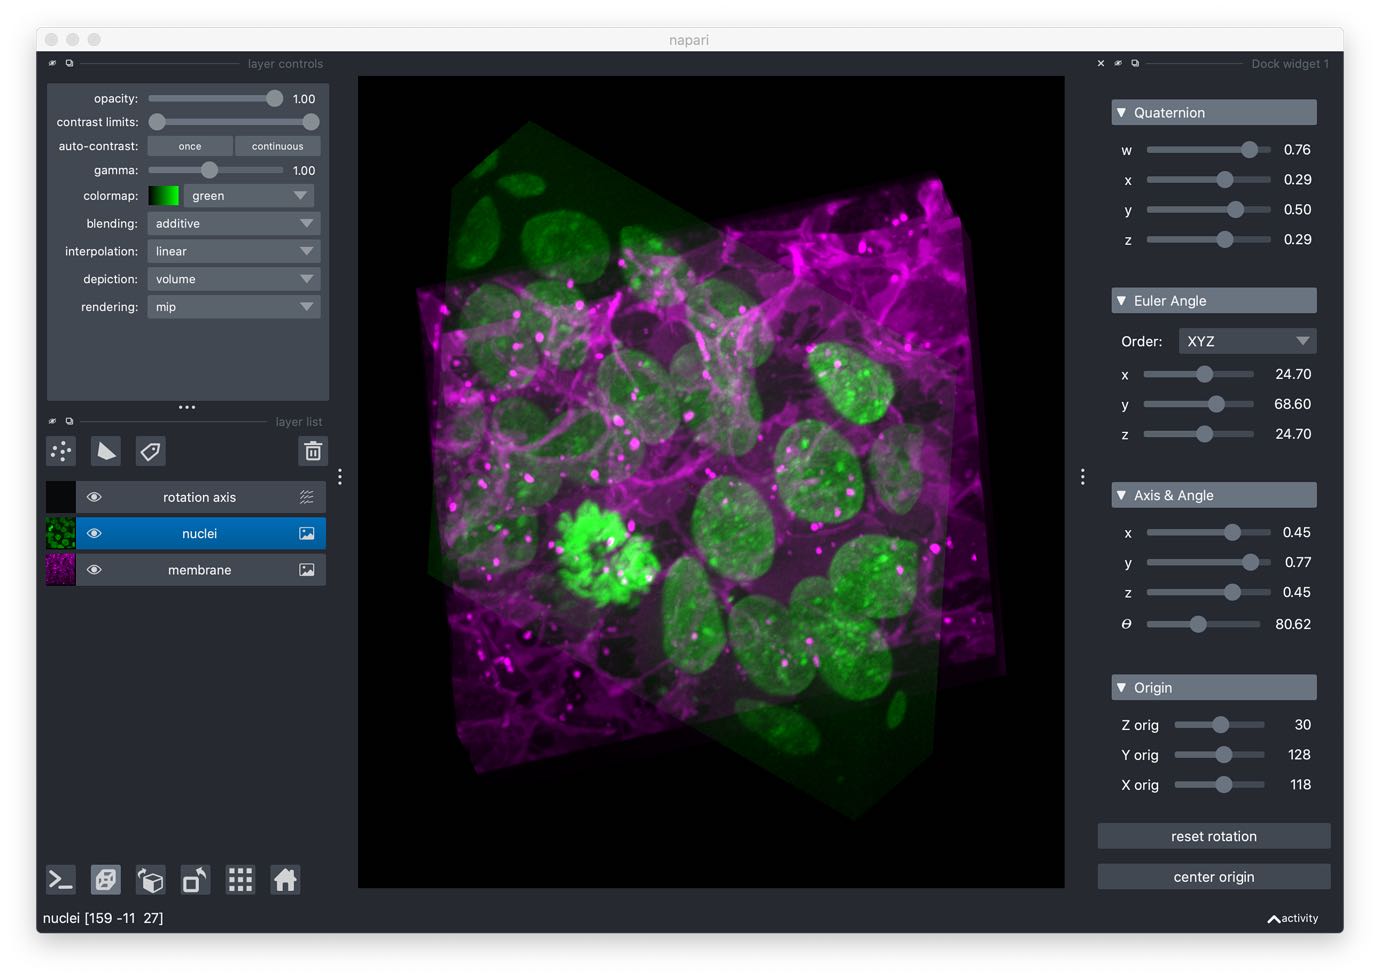 napari
layer controls
opacity: 1.00
contrast limits:
auto-contrast: once continuous
gamma: 1.00
colormap: green
blending: additive
interpolation: linear
depiction: volume
rendering: mip
layer list
rotation axis
nuclei
membrane
nuclei [159 -11 27]
Dock widget 1
Quaternion
w 0.76
x 0.29
y 0.50
z 0.29
Euler Angle
Order: XYZ
x 24.70
y 68.60
z 24.70
Axis & Angle
x 0.45
y 0.77
z 0.45
ϴ 80.62
Origin
Z orig 30
Y orig 128
X orig 118
reset rotation
center origin
activity